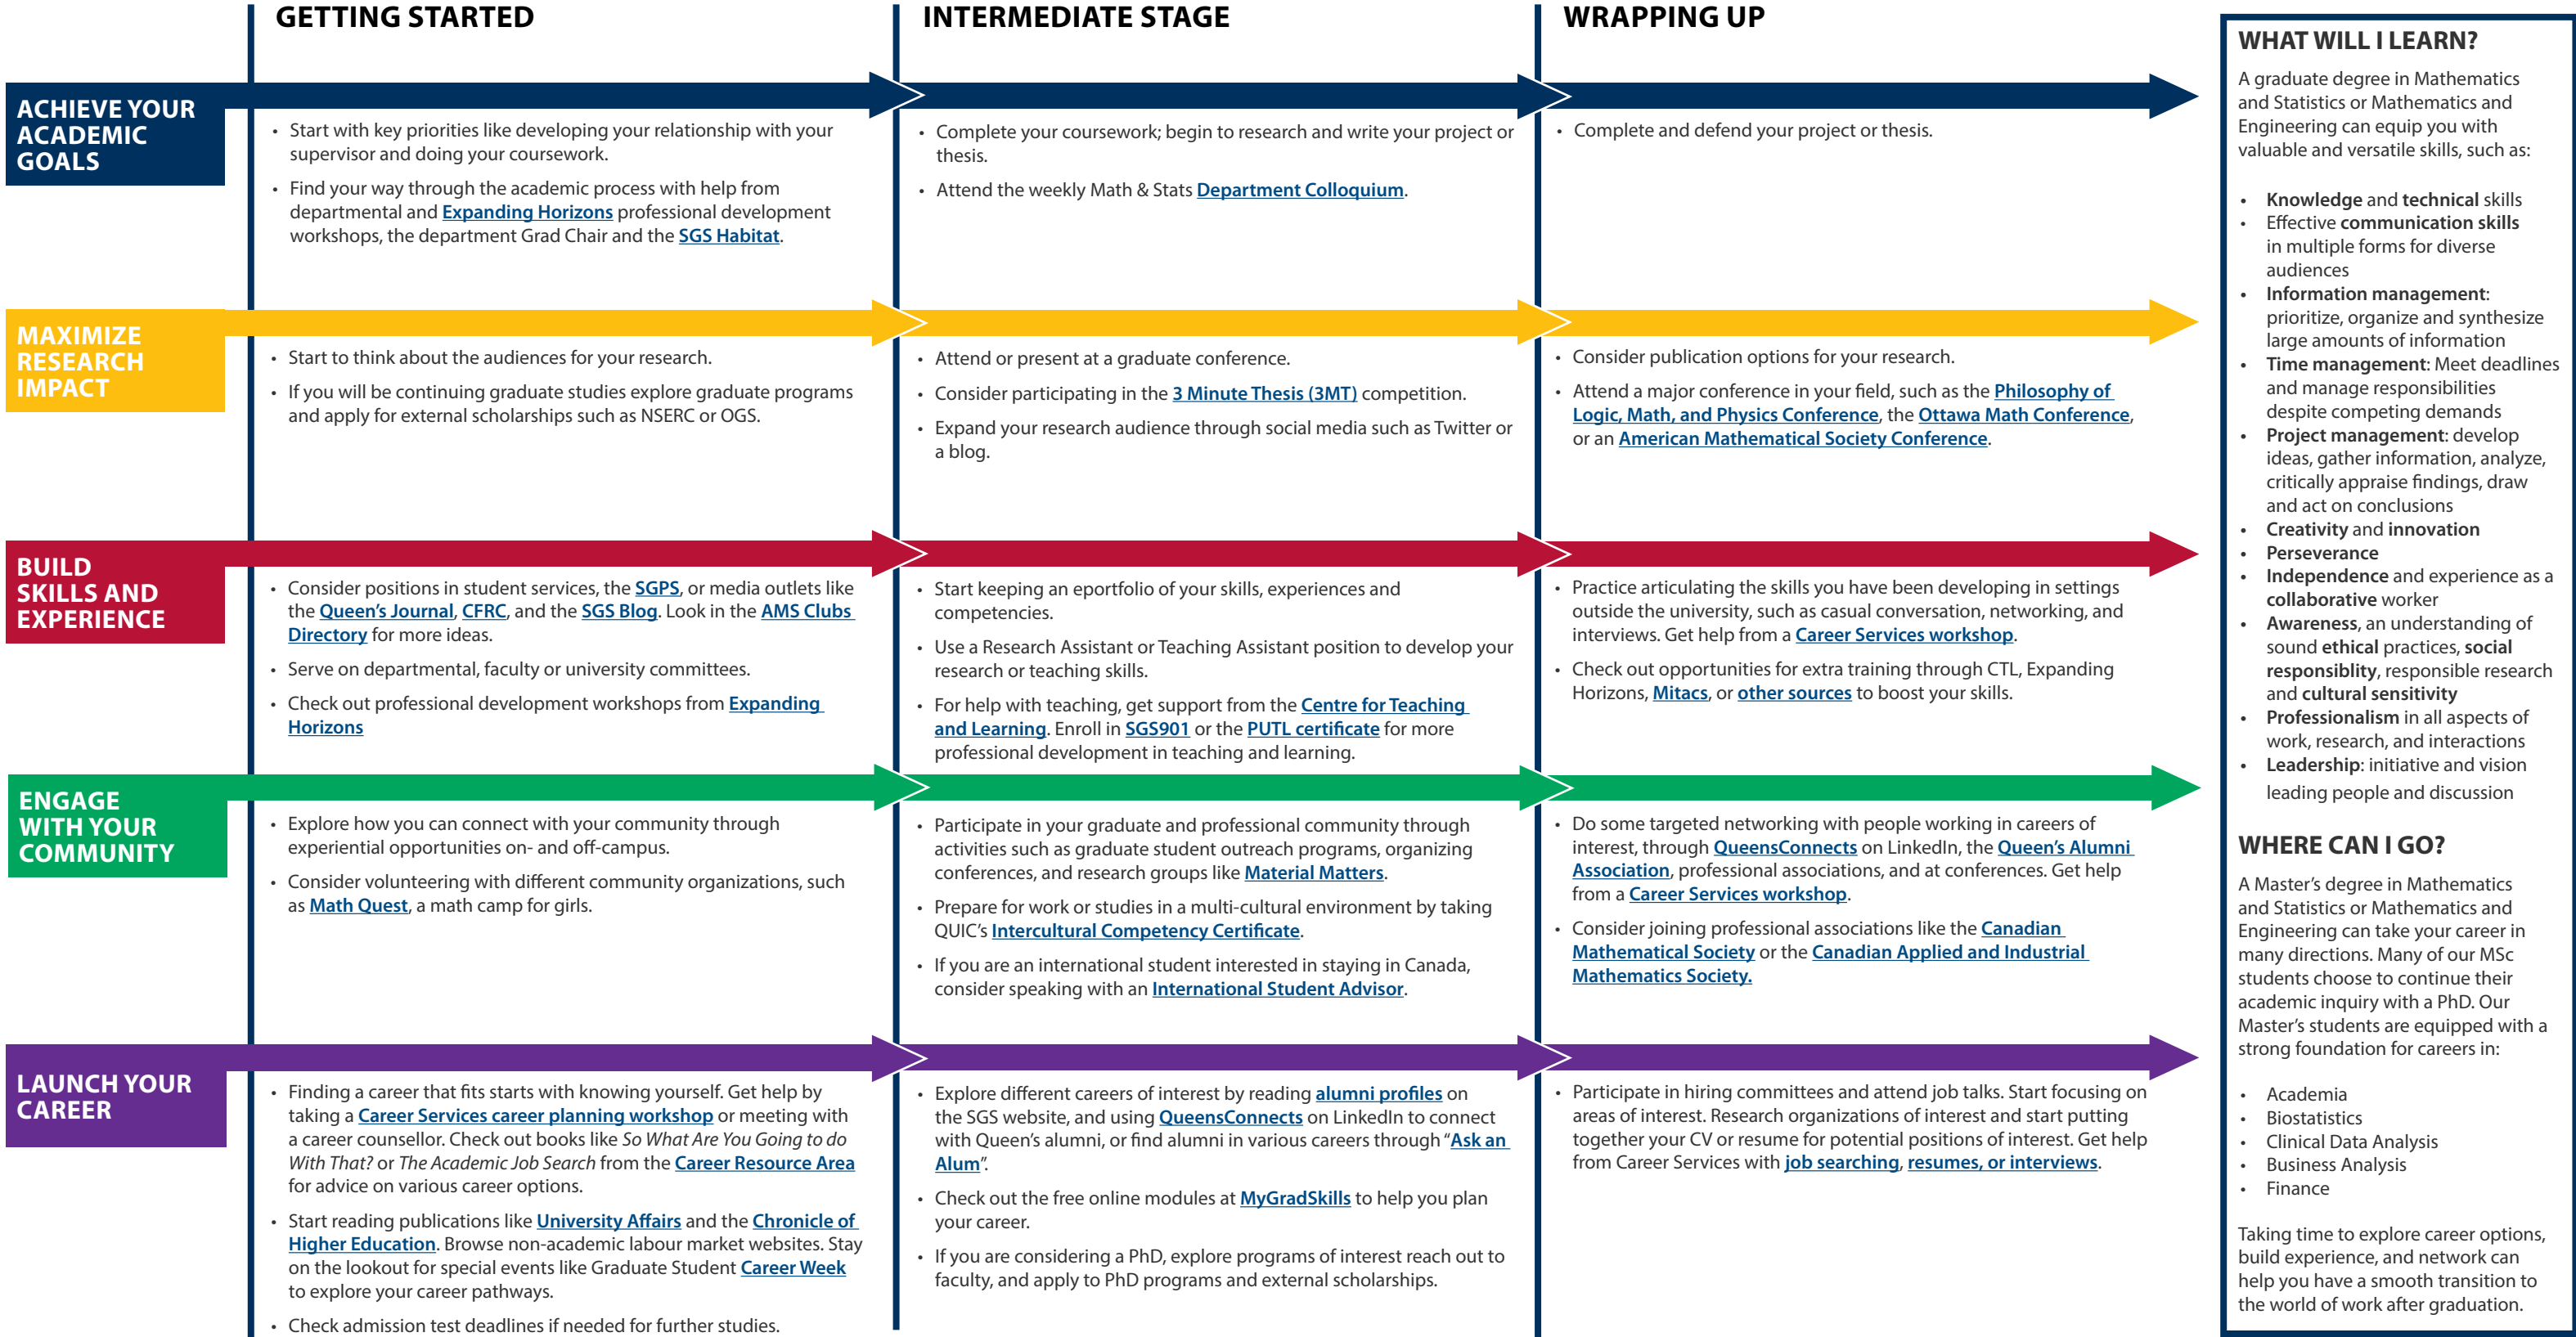 GETTING STARTED
INTERMEDIATE STAGE
WRAPPING UP
ACHIEVE YOUR
ACADEMIC
GOALS
• Start with key priorities like developing your relationship with your
supervisor and doing your coursework.
• Find your way through the academic process with help from
departmental and Expanding Horizons professional development
workshops, the department Grad Chair and the SGS Habitat.
• Complete your coursework; begin to research and write your project or
thesis.
• Attend the weekly Math & Stats Department Colloquium.
• Complete and defend your project or thesis.
MAXIMIZE
RESEARCH
IMPACT
• Start to think about the audiences for your research.
• If you will be continuing graduate studies explore graduate programs
and apply for external scholarships such as NSERC or OGS.
• Attend or present at a graduate conference.
• Consider participating in the 3 Minute Thesis (3MT) competition.
• Expand your research audience through social media such as Twitter or
a blog.
• Consider publication options for your research.
• Attend a major conference in your field, such as the Philosophy of
Logic, Math, and Physics Conference, the Ottawa Math Conference,
or an American Mathematical Society Conference.
BUILD
SKILLS AND
EXPERIENCE
• Consider positions in student services, the SGPS, or media outlets like
the Queen's Journal, CFRC, and the SGS Blog. Look in the AMS Clubs
Directory for more ideas.
• Serve on departmental, faculty or university committees.
• Check out professional development workshops from Expanding
Horizons
• Start keeping an eportfolio of your skills, experiences and
competencies.
• Use a Research Assistant or Teaching Assistant position to develop your
research or teaching skills.
• For help with teaching, get support from the Centre for Teaching
and Learning. Enroll in SGS901 or the PUTL certificate for more
professional development in teaching and learning.
• Practice articulating the skills you have been developing in settings
outside the university, such as casual conversation, networking, and
interviews. Get help from a Career Services workshop.
• Check out opportunities for extra training through CTL, Expanding
Horizons, Mitacs, or other sources to boost your skills.
ENGAGE
WITH YOUR
COMMUNITY
• Explore how you can connect with your community through
experiential opportunities on- and off-campus.
• Consider volunteering with different community organizations, such
as Math Quest, a math camp for girls.
• Participate in your graduate and professional community through
activities such as graduate student outreach programs, organizing
conferences, and research groups like Material Matters.
• Prepare for work or studies in a multi-cultural environment by taking
QUIC's Intercultural Competency Certificate.
• If you are an international student interested in staying in Canada,
consider speaking with an International Student Advisor.
• Do some targeted networking with people working in careers of
interest, through QueensConnects on LinkedIn, the Queen's Alumni
Association, professional associations, and at conferences. Get help
from a Career Services workshop.
• Consider joining professional associations like the Canadian
Mathematical Society or the Canadian Applied and Industrial
Mathematics Society.
LAUNCH YOUR
CAREER
• Finding a career that fits starts with knowing yourself. Get help by
taking a Career Services career planning workshop or meeting with
a career counsellor. Check out books like So What Are You Going to do
With That? or The Academic Job Search from the Career Resource Area
for advice on various career options.
• Start reading publications like University Affairs and the Chronicle of
Higher Education. Browse non-academic labour market websites. Stay
on the lookout for special events like Graduate Student Career Week
to explore your career pathways.
• Check admission test deadlines if needed for further studies.
• Explore different careers of interest by reading alumni profiles on
the SGS website, and using QueensConnects on LinkedIn to connect
with Queen's alumni, or find alumni in various careers through “Ask an
Alum”.
• Check out the free online modules at MyGradSkills to help you plan
your career.
• If you are considering a PhD, explore programs of interest reach out to
faculty, and apply to PhD programs and external scholarships.
• Participate in hiring committees and attend job talks. Start focusing on
areas of interest. Research organizations of interest and start putting
together your CV or resume for potential positions of interest. Get help
from Career Services with job searching, resumes, or interviews.
WHAT WILL I LEARN?
A graduate degree in Mathematics
and Statistics or Mathematics and
Engineering can equip you with
valuable and versatile skills, such as:
• Knowledge and technical skills
• Effective communication skills
in multiple forms for diverse
audiences
• Information management:
prioritize, organize and synthesize
large amounts of information
• Time management: Meet deadlines
and manage responsibilities
despite competing demands
• Project management: develop
ideas, gather information, analyze,
critically appraise findings, draw
and act on conclusions
• Creativity and innovation
• Perseverance
• Independence and experience as a
collaborative worker
• Awareness, an understanding of
sound ethical practices, social
responsiblity, responsible research
and cultural sensitivity
• Professionalism in all aspects of
work, research, and interactions
• Leadership: initiative and vision
leading people and discussion
WHERE CAN I GO?
A Master's degree in Mathematics
and Statistics or Mathematics and
Engineering can take your career in
many directions. Many of our MSc
students choose to continue their
academic inquiry with a PhD. Our
Master's students are equipped with a
strong foundation for careers in:
• Academia
• Biostatistics
• Clinical Data Analysis
• Business Analysis
• Finance
Taking time to explore career options,
build experience, and network can
help you have a smooth transition to
the world of work after graduation.